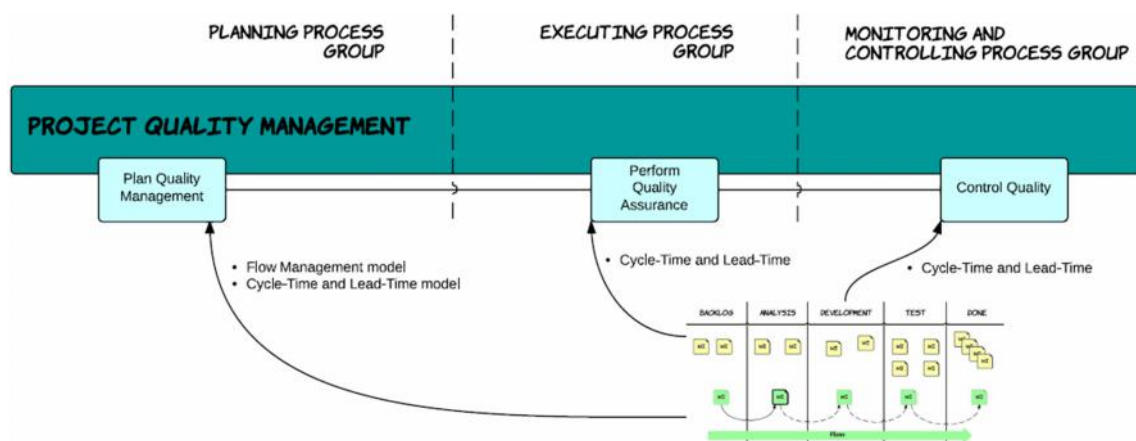 PLANNING PROCESS
GROUP
EXECUTING PROCESS
GROUP
MONITORING AND
CONTROLLING PROCESS GROUP
PROJECT QUALITY MANAGEMENT
Plan Quality
Management
Perform
Quality
Assurance
Control Quality
• Flow Management model
• Cycle-Time and Lead-Time model
• Cycle-Time and Lead-Time
• Cycle-Time and Lead-Time
BACKLOG
ANALYSIS
DEVELOPMENT
TEST
DONE
Flow